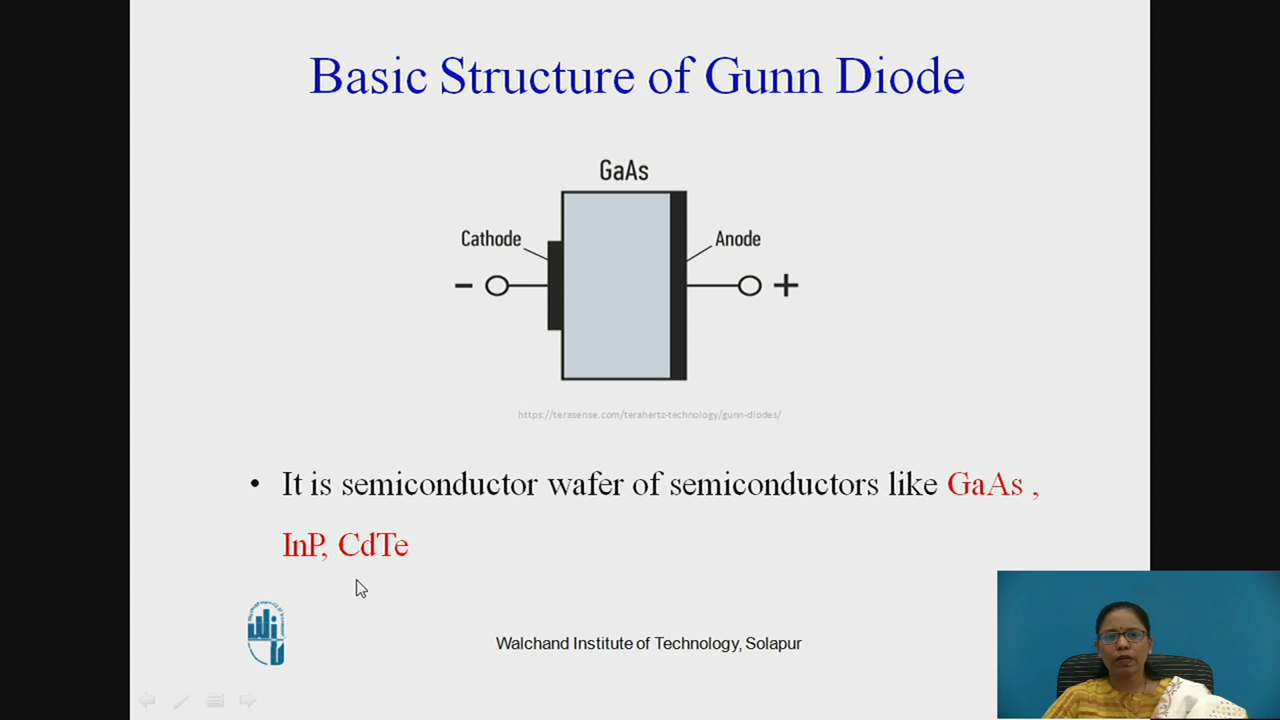 Basic Structure of Gunn Diode
GaAs
Cathode
Anode
- +
https://terasense.com/terahertz-technology/gunn-diodes/
• It is semiconductor wafer of semiconductors like GaAs ,
InP, CdTe
Walchand Institute of Technology, Solapur